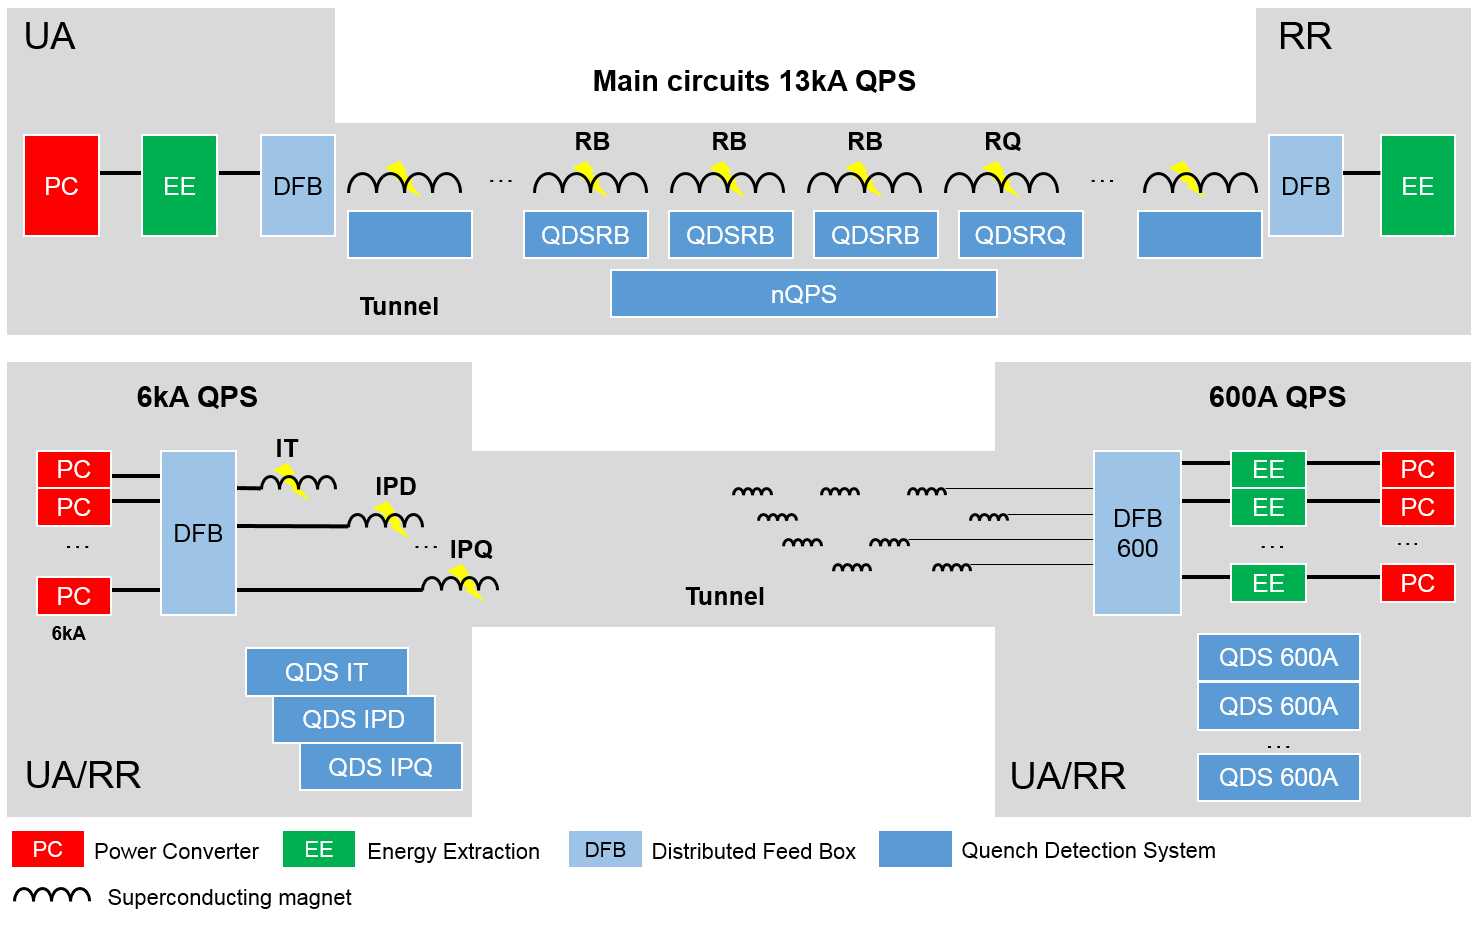 UA
RR
Main circuits 13kA QPS
RB
RB
RB
RQ
PC
EE
DFB
...
...
DFB
EE
QDSRB
QDSRB
QDSRB
QDSRQ
nQPS
Tunnel
6kA QPS
600A QPS
IT
PC
PC
...
PC
6kA
DFB
IPD
...
IPQ
Tunnel
DFB
600
EE
PC
EE
PC
...
...
EE
PC
QDS IT
QDS IPD
QDS IPQ
UA/RR
QDS 600A
QDS 600A
...
QDS 600A
UA/RR
PC Power Converter EE Energy Extraction DFB Distributed Feed Box Quench Detection System
Superconducting magnet